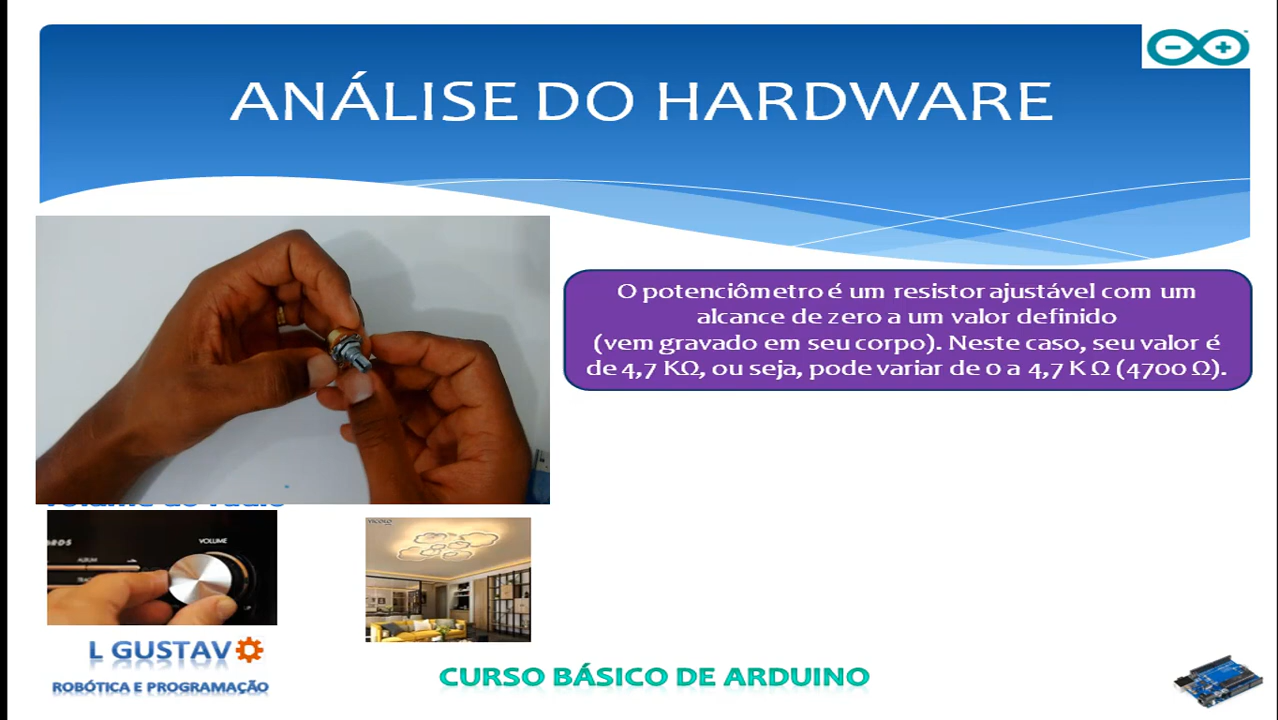 ANÁLISE DO HARDWARE
O potenciômetro é um resistor ajustável com um
alcance de zero a um valor definido
(vem gravado em seu corpo). Neste caso, seu valor é
de 4,7 KΩ, ou seja, pode variar de 0 a 4,7 K Ω (4700 Ω).
VOLUME
ALBUM
L GUSTAVO
ROBÓTICA E PROGRAMAÇÃO
CURSO BÁSICO DE ARDUINO